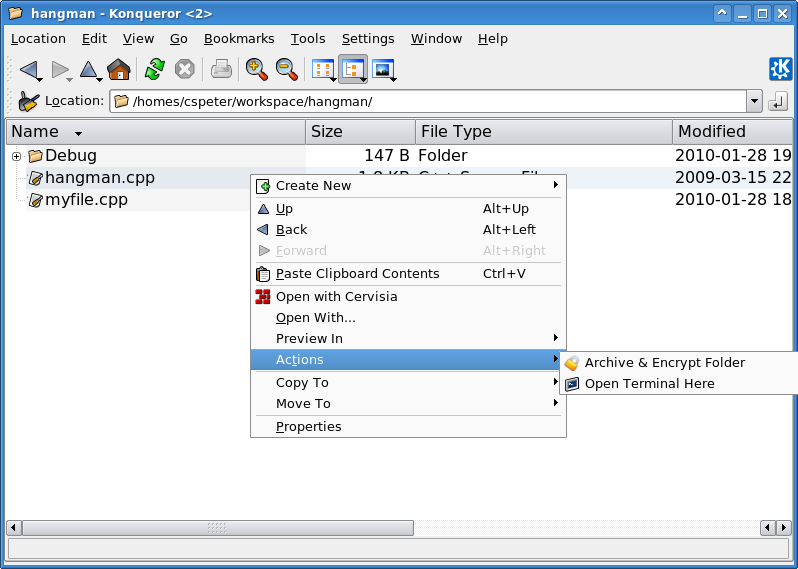 hangman - Konqueror <2>
Location Edit View Go Bookmarks Tools Settings Window Help
Location: /homes/cspeter/workspace/hangman/
Name Size File Type Modified
Debug 147 B Folder 2010-01-28 19
hangman.cpp 2009-03-15 22
myfile.cpp 2010-01-28 18
Create New
Up Alt+Up
Back Alt+Left
Forward Alt+Right
Paste Clipboard Contents Ctrl+V
Open with Cervisia
Open With...
Preview In
Actions
Archive & Encrypt Folder
Open Terminal Here
Copy To
Move To
Properties